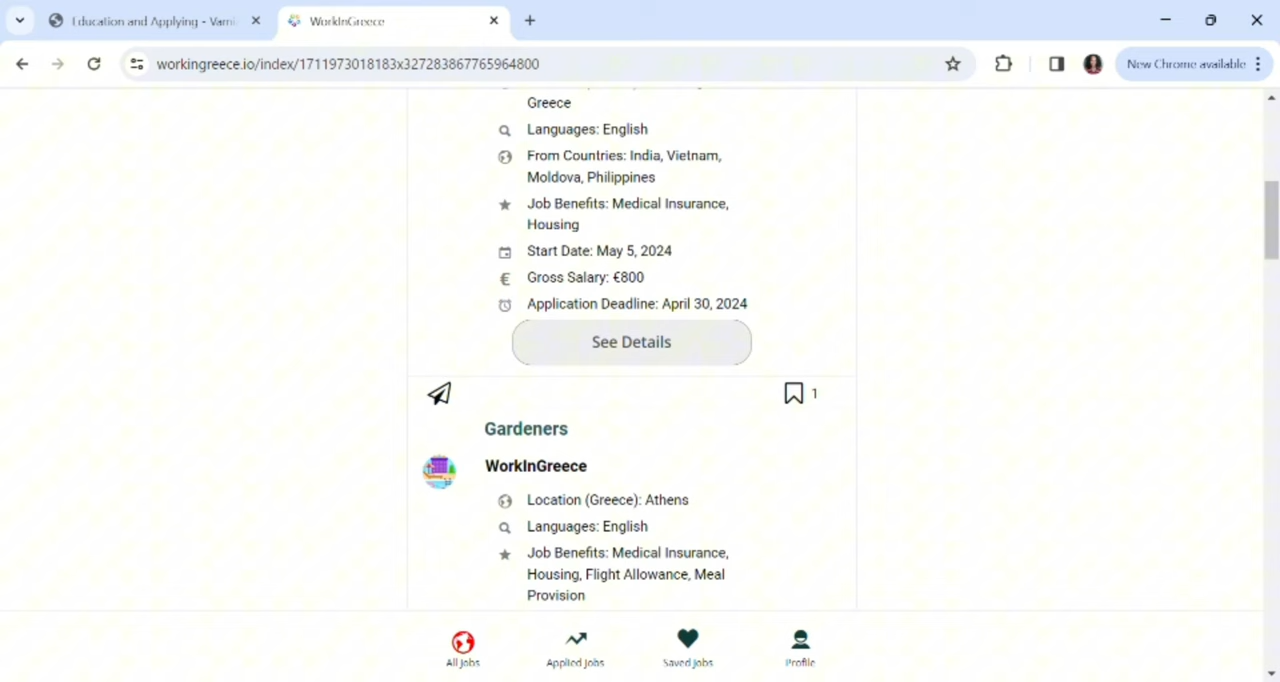 Education and Applying - Vami
WorkInGreece
workingreece.io/index/1711973018183x327283867765964800
New Chrome available
Greece
Languages: English
From Countries: India, Vietnam,
Moldova, Philippines
Job Benefits: Medical Insurance,
Housing
Start Date: May 5, 2024
Gross Salary: €800
Application Deadline: April 30, 2024
See Details
1
Gardeners
WorkInGreece
Location (Greece): Athens
Languages: English
Job Benefits: Medical Insurance,
Housing, Flight Allowance, Meal
Provision
All Jobs
Applied Jobs
Saved Jobs
Profile